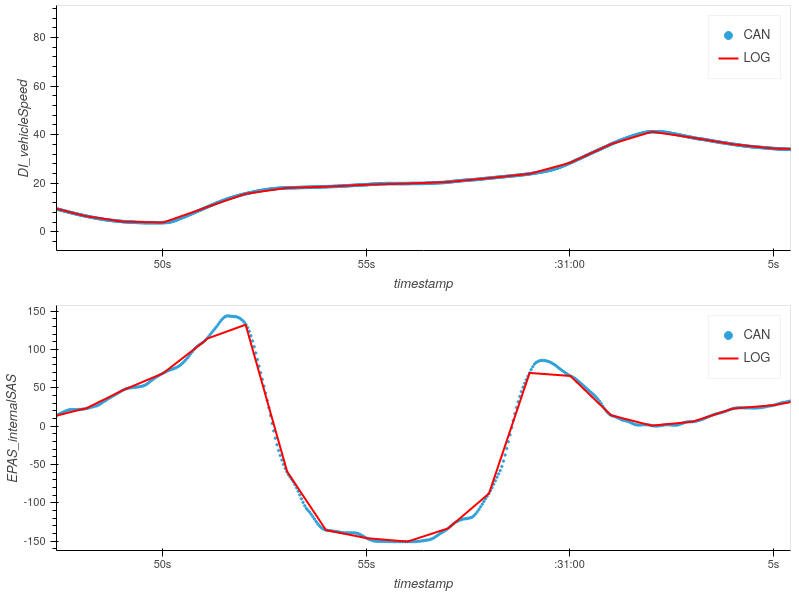 80
60
40
20
0
DI_vehicleSpeed
CAN
LOG
50s
55s
:31:00
5s
timestamp
150
100
50
0
-50
-100
-150
EPAS_internalSAS
CAN
LOG
50s
55s
:31:00
5s
timestamp